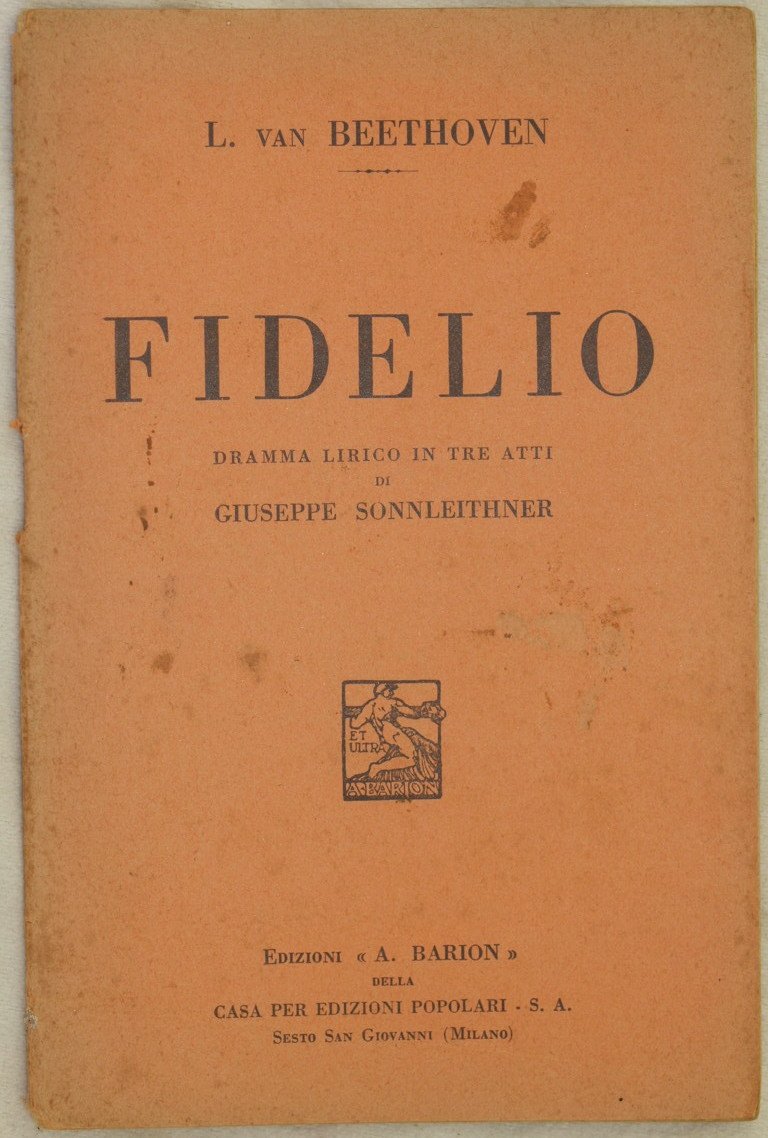 L. VAN BEETHOVEN
FIDELIO
DRAMMA LIRICO IN TRE ATTI
DI
GIUSEPPE SONNLEITHNER
ET
ULTRA
A·BARION
EDIZIONI « A. BARION »
DELLA
CASA PER EDIZIONI POPOLARI - S. A.
SESTO SAN GIOVANNI (MILANO)